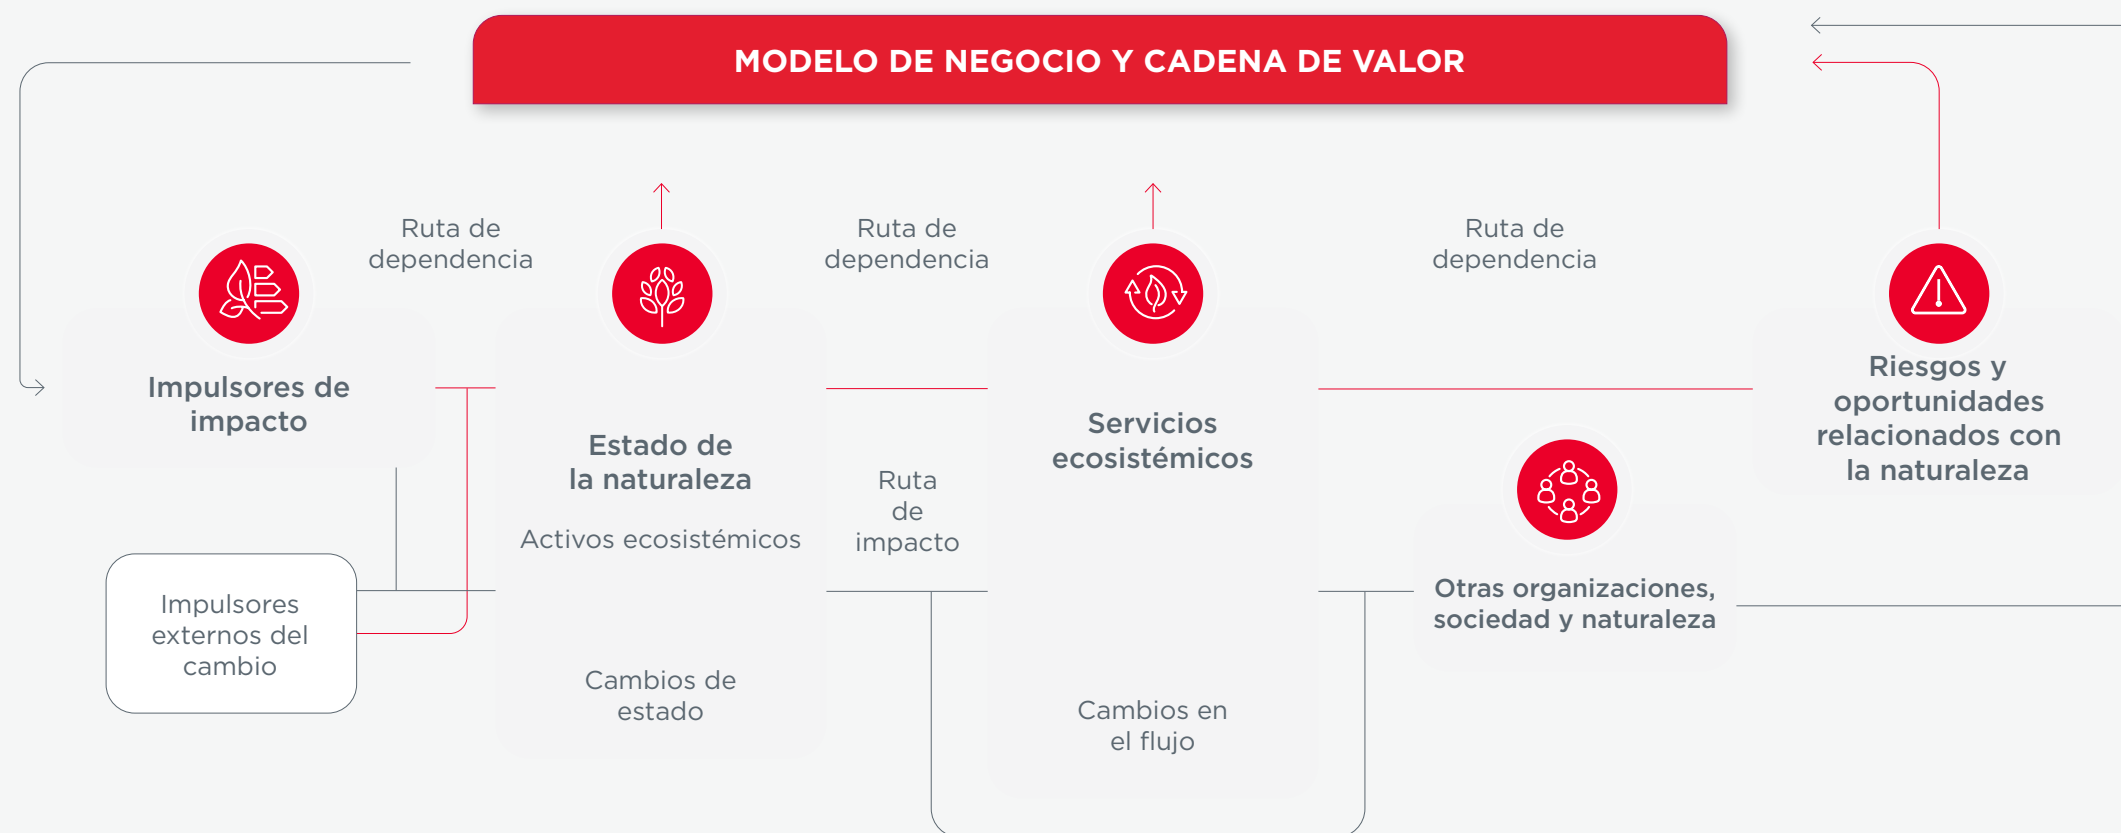 MODELO DE NEGOCIO Y CADENA DE VALOR
Ruta de
dependencia
Ruta de
dependencia
Ruta de
dependencia
Impulsores de
impacto
Estado de
la naturaleza
Activos ecosistémicos
Cambios de
estado
Ruta
de
impacto
Servicios
ecosistémicos
Cambios en
el flujo
Riesgos y
oportunidades
relacionados con
la naturaleza
Otras organizaciones,
sociedad y naturaleza
Impulsores
externos del
cambio